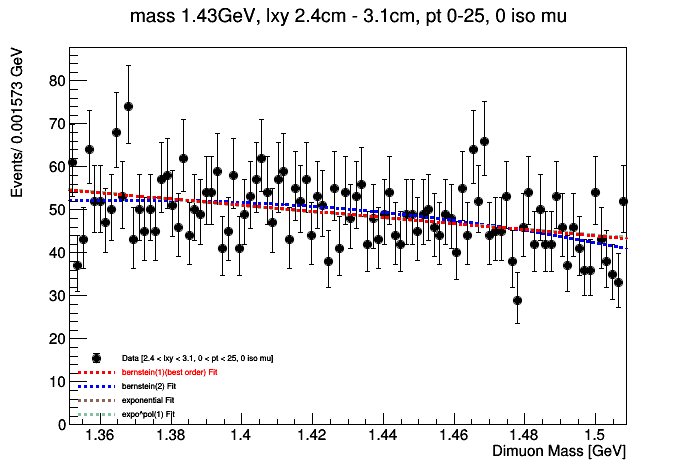 mass 1.43GeV, lxy 2.4cm - 3.1cm, pt 0-25, 0 iso mu
Events/ 0.001573 GeV
80
70
60
50
40
30
20
10
0
Data [2.4 < lxy < 3.1, 0 < pt < 25, 0 iso mu]
bernstein(1)(best order) Fit
bernstein(2) Fit
exponential Fit
expo*pol(1) Fit
1.36 1.38 1.4 1.42 1.44 1.46 1.48 1.5
Dimuon Mass [GeV]